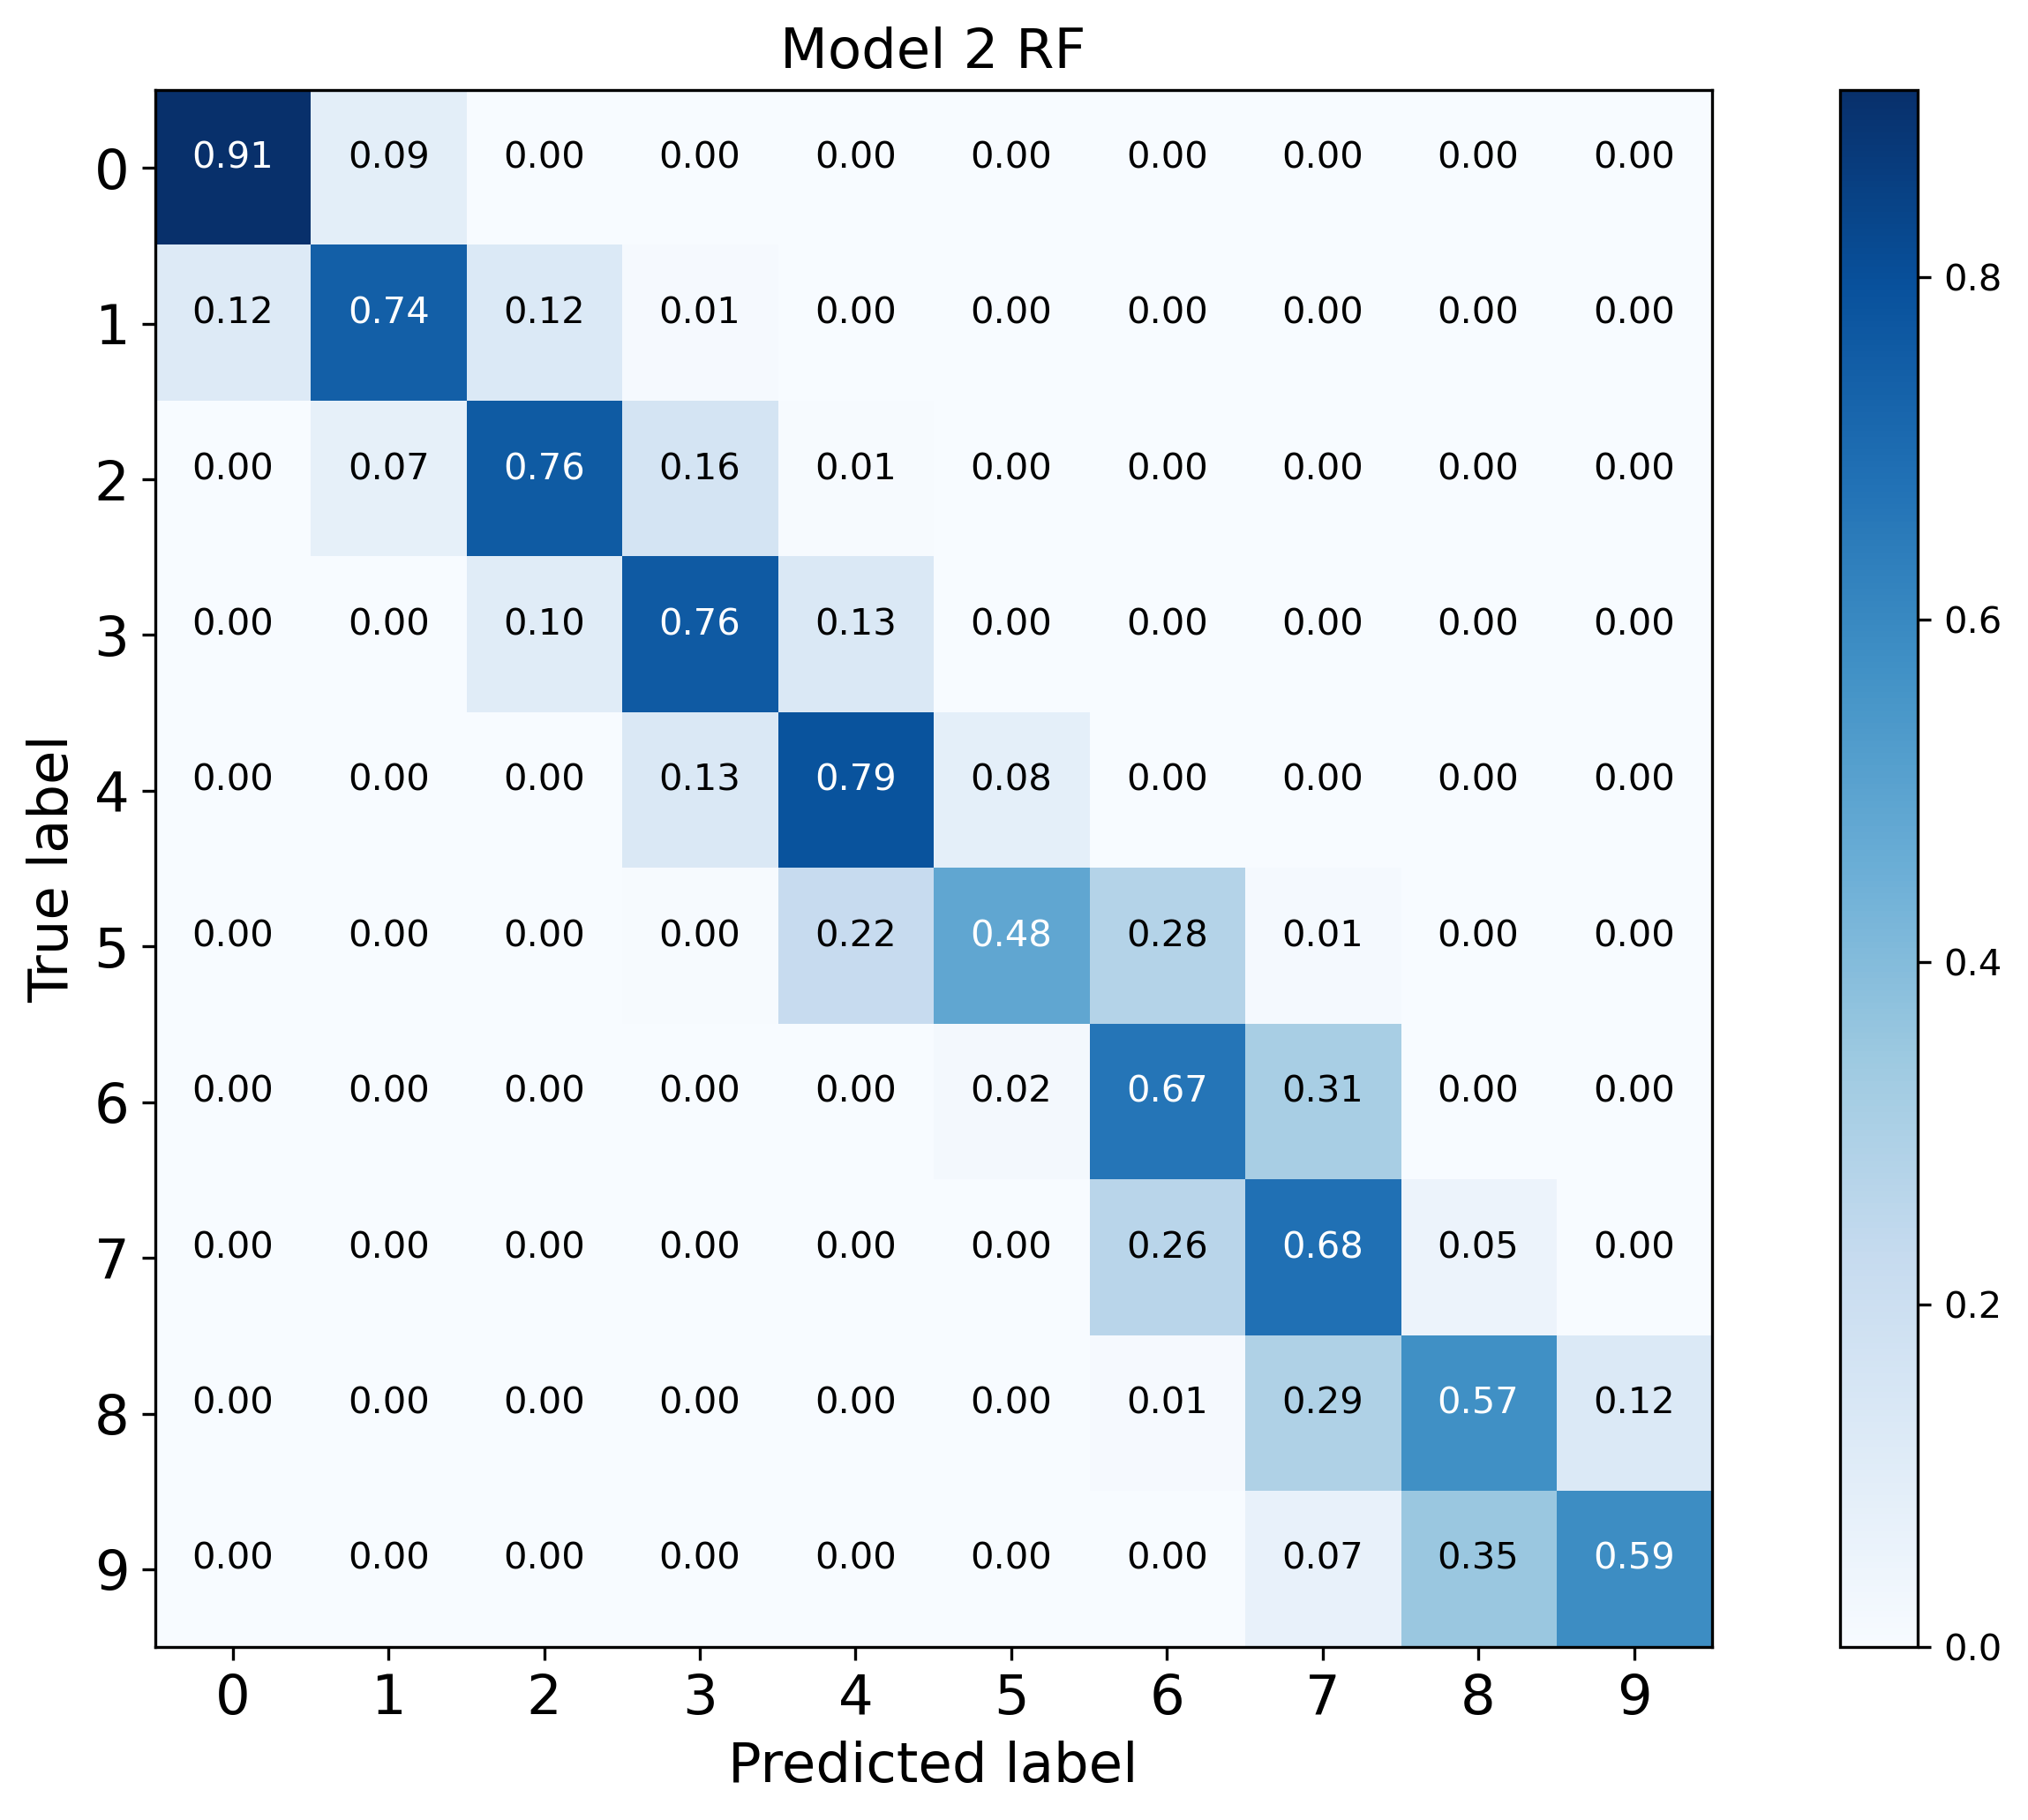 Model 2 RF
0 0.91 0.09 0.00 0.00 0.00 0.00 0.00 0.00 0.00 0.00
1 0.12 0.74 0.12 0.01 0.00 0.00 0.00 0.00 0.00 0.00
2 0.00 0.07 0.76 0.16 0.01 0.00 0.00 0.00 0.00 0.00
3 0.00 0.00 0.10 0.76 0.13 0.00 0.00 0.00 0.00 0.00
4 0.00 0.00 0.00 0.13 0.79 0.08 0.00 0.00 0.00 0.00
5 0.00 0.00 0.00 0.00 0.22 0.48 0.28 0.01 0.00 0.00
6 0.00 0.00 0.00 0.00 0.00 0.02 0.67 0.31 0.00 0.00
7 0.00 0.00 0.00 0.00 0.00 0.00 0.26 0.68 0.05 0.00
8 0.00 0.00 0.00 0.00 0.00 0.00 0.01 0.29 0.57 0.12
9 0.00 0.00 0.00 0.00 0.00 0.00 0.00 0.07 0.35 0.59
0 1 2 3 4 5 6 7 8 9
Predicted label
True label
0.8
0.6
0.4
0.2
0.0